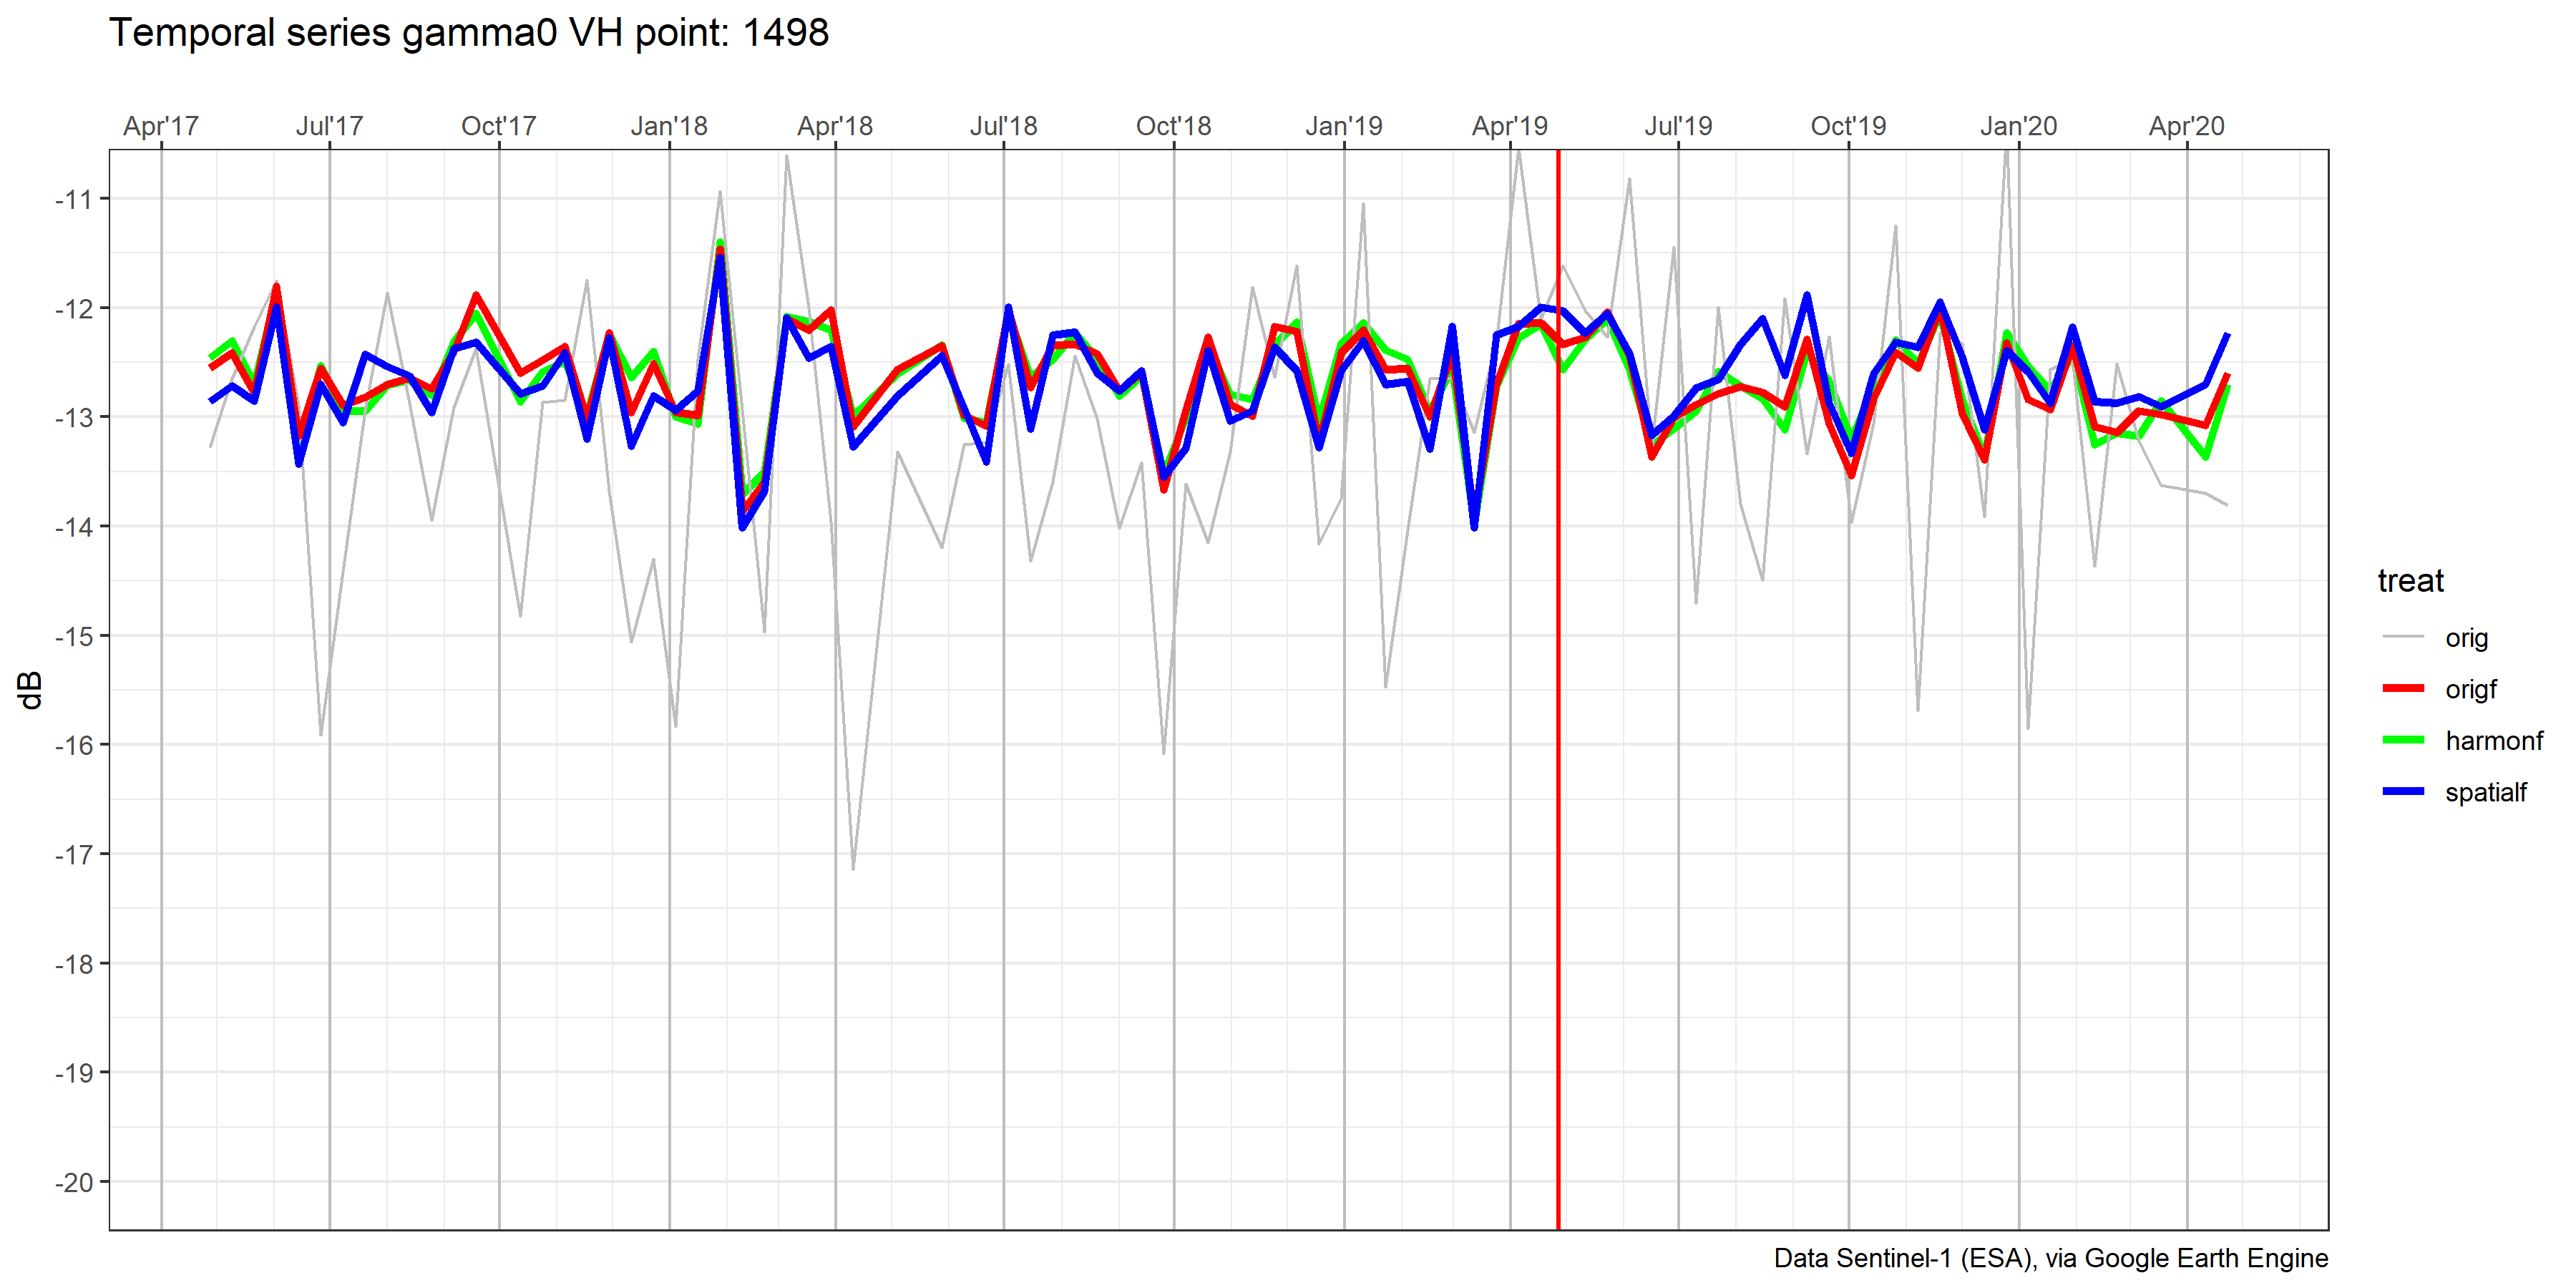 Temporal series gamma0 VH point: 1498
Apr'17 Jul'17 Oct'17 Jan'18 Apr'18 Jul'18 Oct'18 Jan'19 Apr'19 Jul'19 Oct'19 Jan'20 Apr'20
-11
-12
-13
-14
-15
-16
-17
-18
-19
-20
dB
treat
orig
origf
harmonf
spatialf
Data Sentinel-1 (ESA), via Google Earth Engine